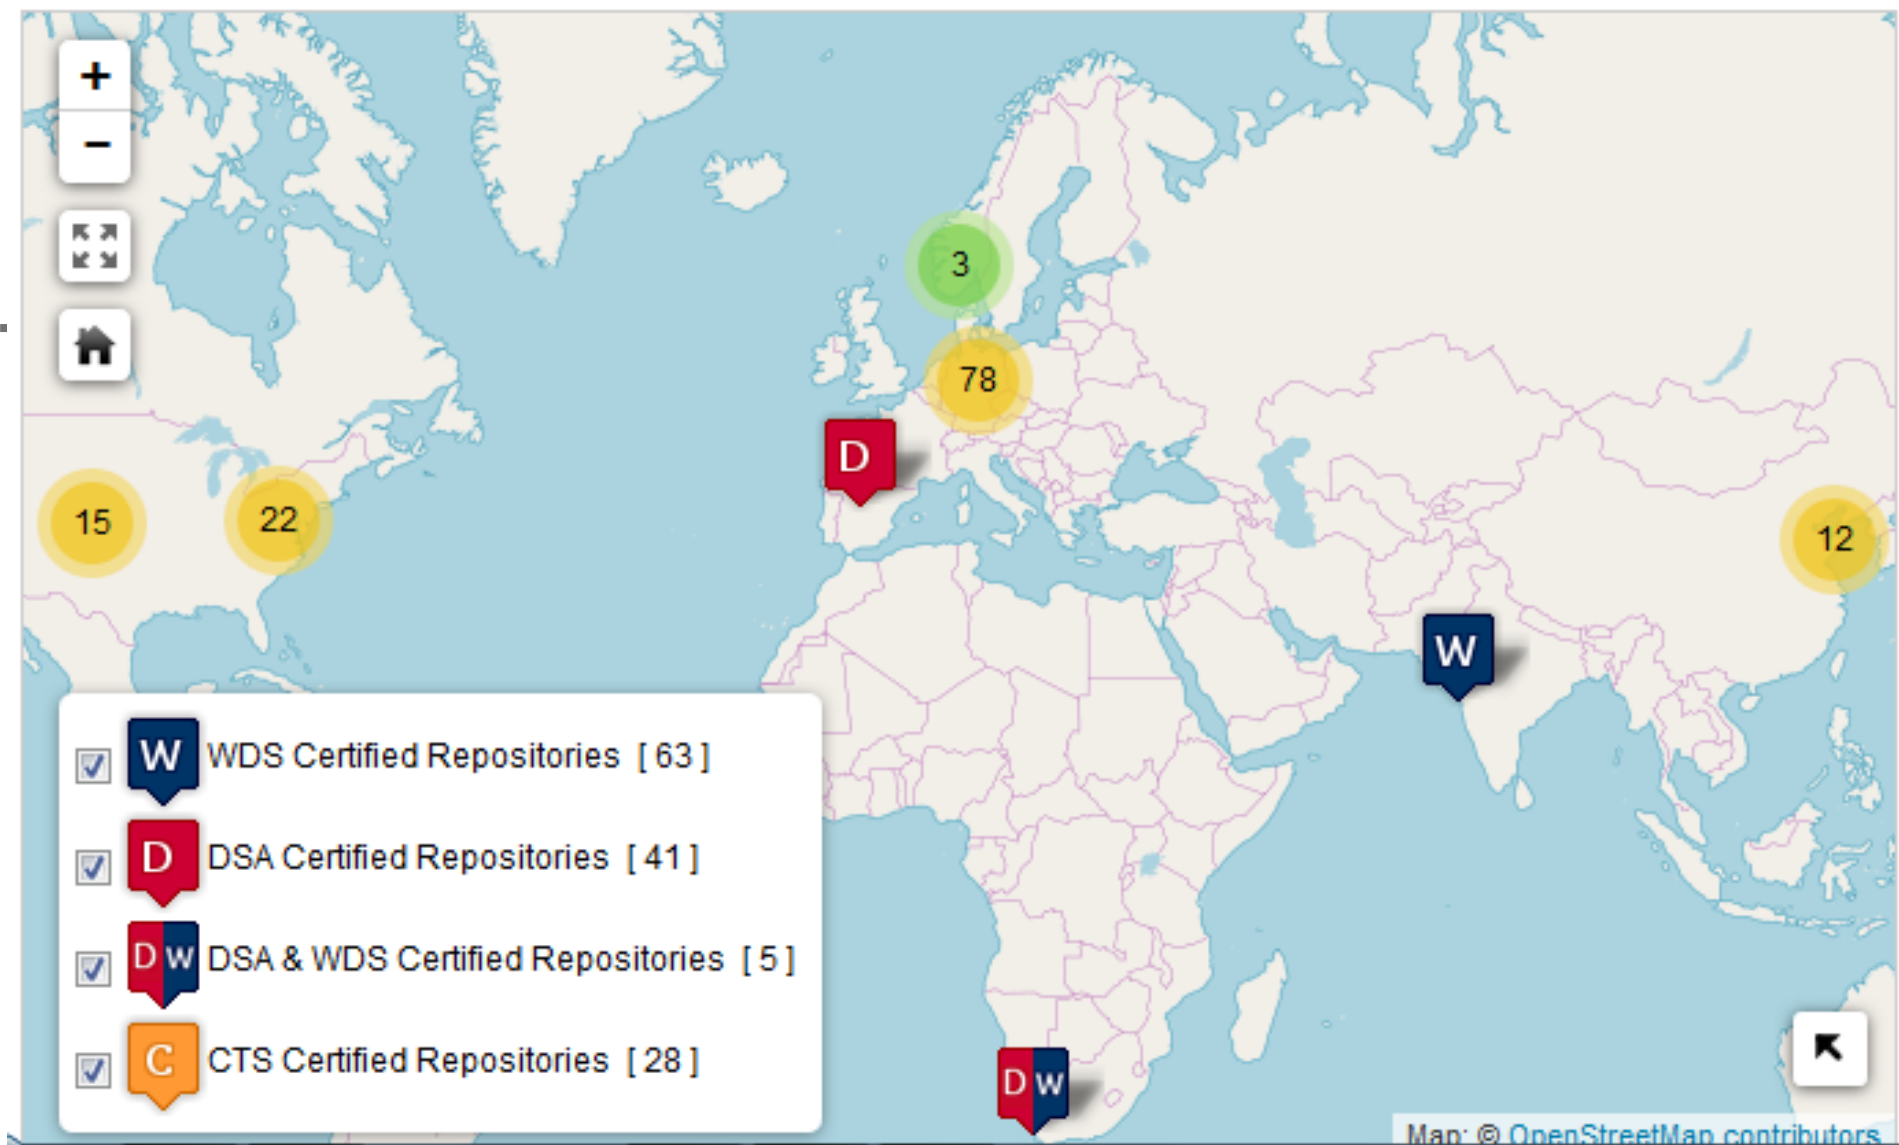 +
−
3
78
D
15
22
12
W
W WDS Certified Repositories [ 63 ]
D DSA Certified Repositories [ 41 ]
D W DSA & WDS Certified Repositories [ 5 ]
C CTS Certified Repositories [ 28 ]
D W
Map: © OpenStreetMap contributors